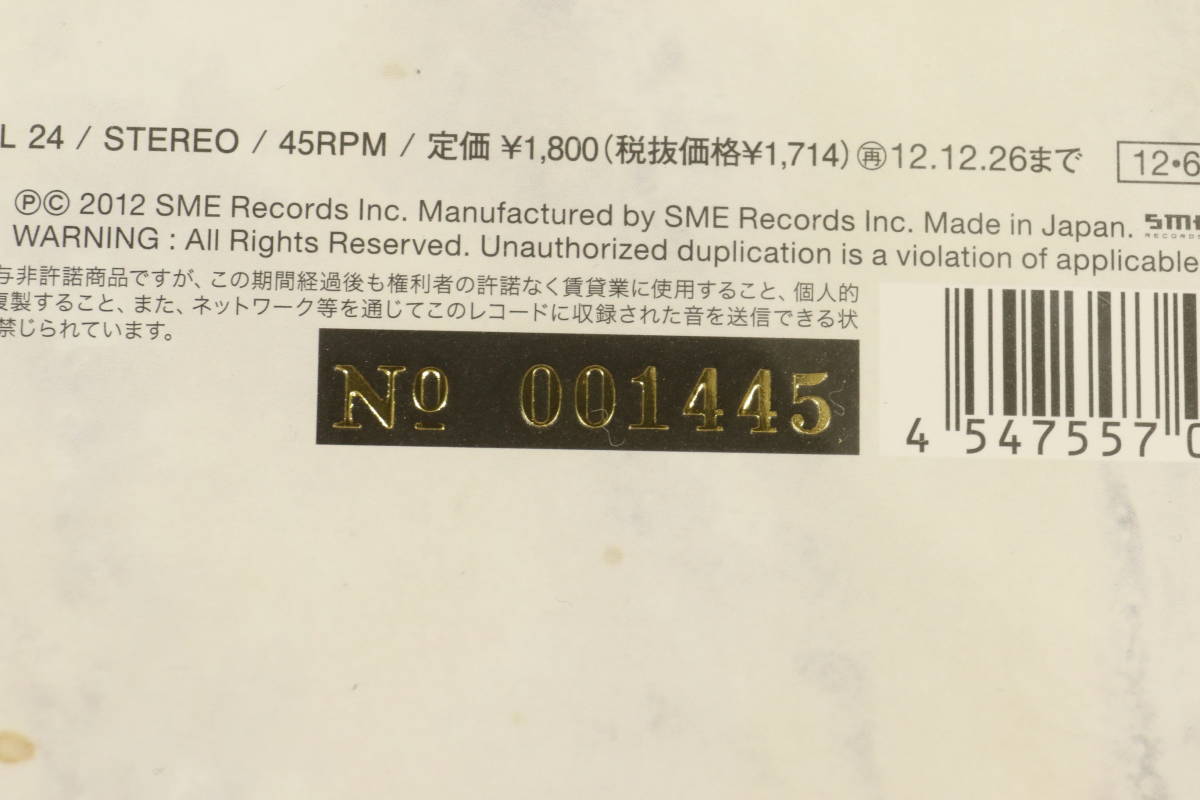 L 24 / STEREO / 45RPM / 定価 ¥1,800(税抜価格¥1,714) ㊢再 12.12.26まで 12•6
℗© 2012 SME Records Inc. Manufactured by SME Records Inc. Made in Japan. SME RECORDS
WARNING : All Rights Reserved. Unauthorized duplication is a violation of applicable
与非許諾商品ですが、この期間経過後も権利者の許諾なく賃貸業に使用すること、個人的
複製すること、また、ネットワーク等を通じてこのレコードに収録された音を送信できる状
禁じられています。
Nº 001445
4 547557 0